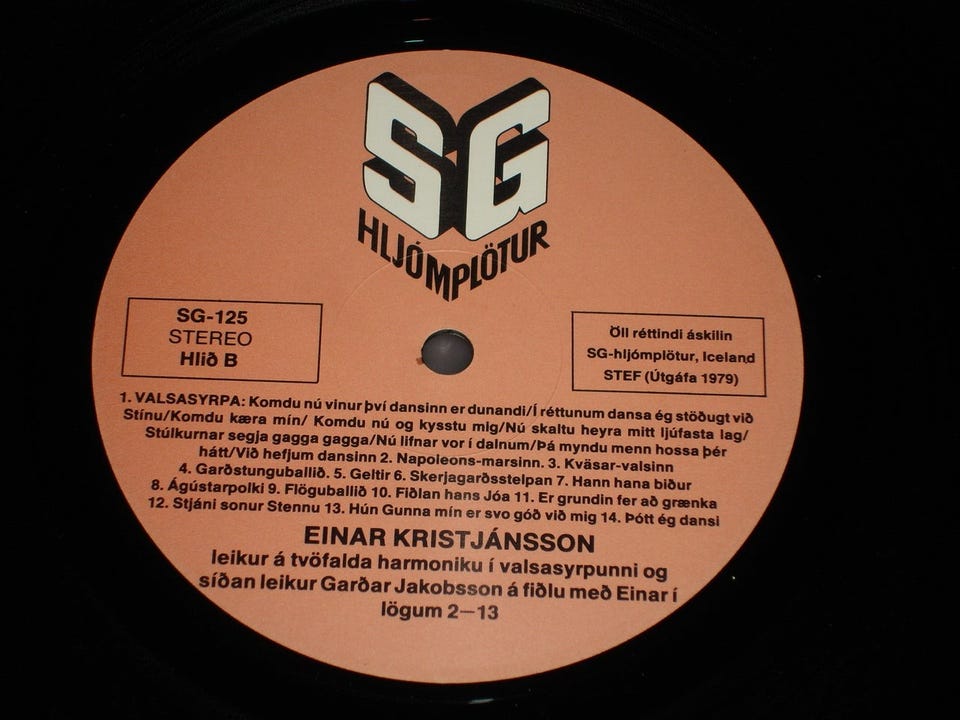 SG
HLJÓMPLÖTUR
SG-125
STEREO
Hlið B
Öll réttindi áskilin
SG-hljómplötur, Iceland
STEF (Útgáfa 1979)
1. VALSASYRPA: Komdu nú vinur því dansinn er dunandi/Í réttunum dansa ég stöðugt við
Stínu/Komdu kæra mín/ Komdu nú og kysstu mig/Nú skaltu heyra mitt ljúfasta lag/
Stúlkurnar segja gagga gagga/Nú lifnar vor í dalnum/Þá myndu menn hossa þér
hátt/Við hefjum dansinn 2. Napoleons-marsinn. 3. Kväsar-valsinn
4. Garðstunguballið. 5. Geltir 6. Skerjagarðsstelpan 7. Hann hana biður
8. Ágústarpolki 9. Flöguballið 10. Fiðlan hans Jóa 11. Er grundin fer að grænka
12. Stjáni sonur Stennu 13. Hún Gunna mín er svo góð við mig 14. Þótt ég dansi
EINAR KRISTJÁNSSON
leikur á tvöfalda harmoniku í valsasyrpunni og
síðan leikur Garðar Jakobsson á fiðlu með Einar í
lögum 2—13